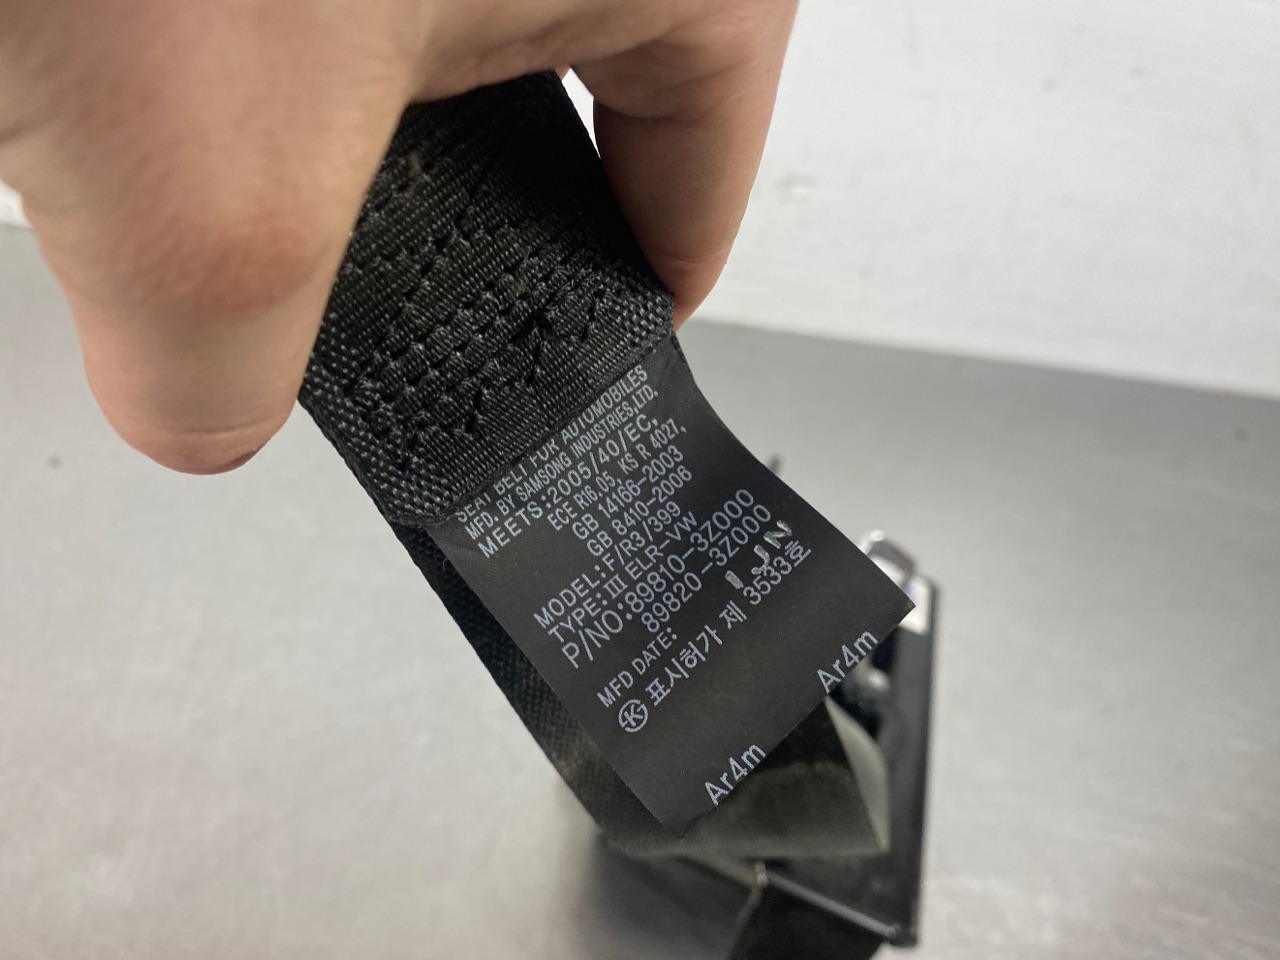 SEAT BELT FOR AUTOMOBILES
MFD. BY SAMSONG INDUSTRIES,LTD.
MEETS:2005/40/EC,
ECE R16.05, KS R 4027,
GB 14166-2003
GB 8410-2006
MODEL:F/R3/399
TYPE:Ⅲ ELR-VW
P/NO:89810-3Z000
89820-3Z000
MFD DATE: 1JN
K 표시허가 제 3533호
Ar4m Ar4m